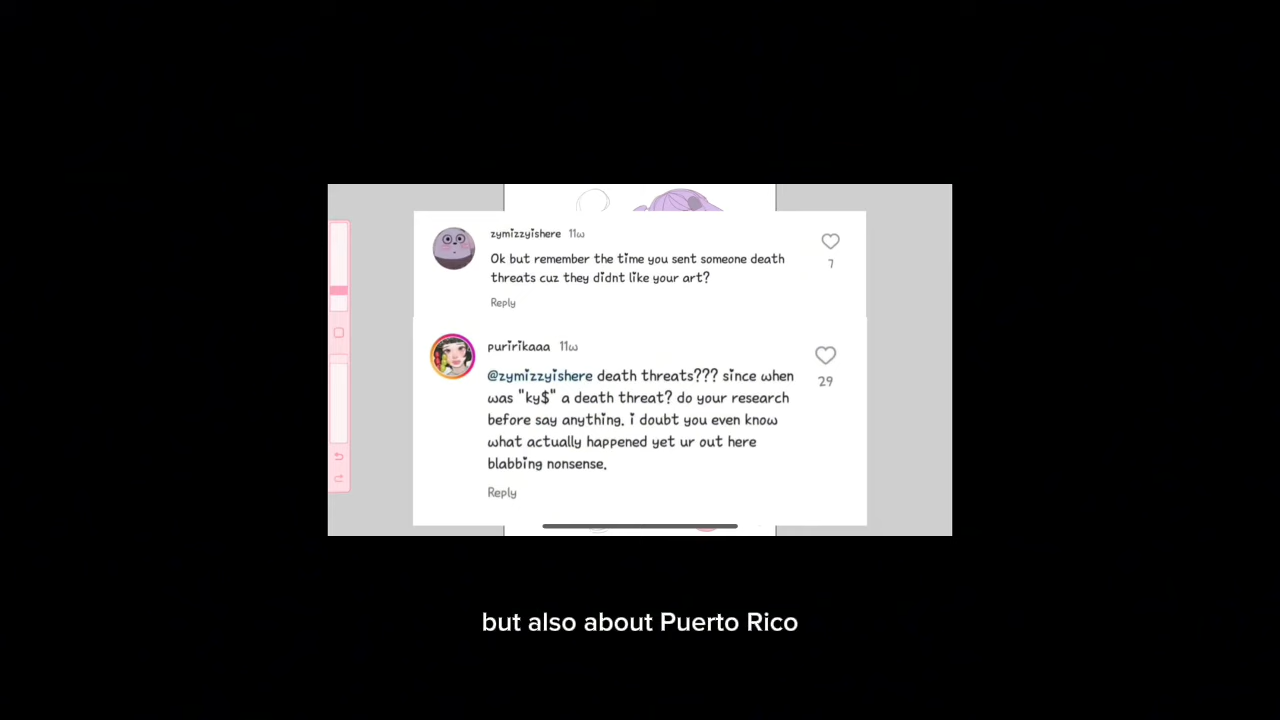 zymizzyishere 11w
Ok but remember the time you sent someone death
threats cuz they didnt like your art?
7
Reply
puririkaaa 11w
@zymizzyishere death threats??? since when
was "ky$" a death threat? do your research
before say anything. i doubt you even know
what actually happened yet ur out here
blabbing nonsense.
29
Reply
but also about Puerto Rico